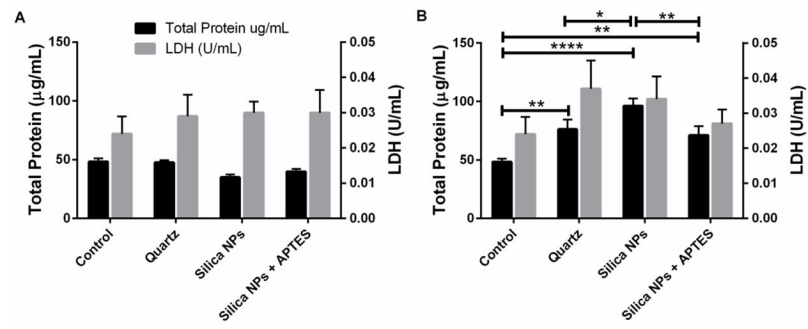 A
Total Protein ug/mL
LDH (U/mL)
Total Protein (µg/mL)
150
100
50
0
0.05
0.04
0.03
0.02
0.01
0.00
LDH (U/mL)
Control
Quartz
Silica NPs
Silica NPs + APTES
B
* **
**
****
**
Total Protein (µg/mL)
150
100
50
0
0.05
0.04
0.03
0.02
0.01
0.00
LDH (U/mL)
Control
Quartz
Silica NPs
Silica NPs + APTES